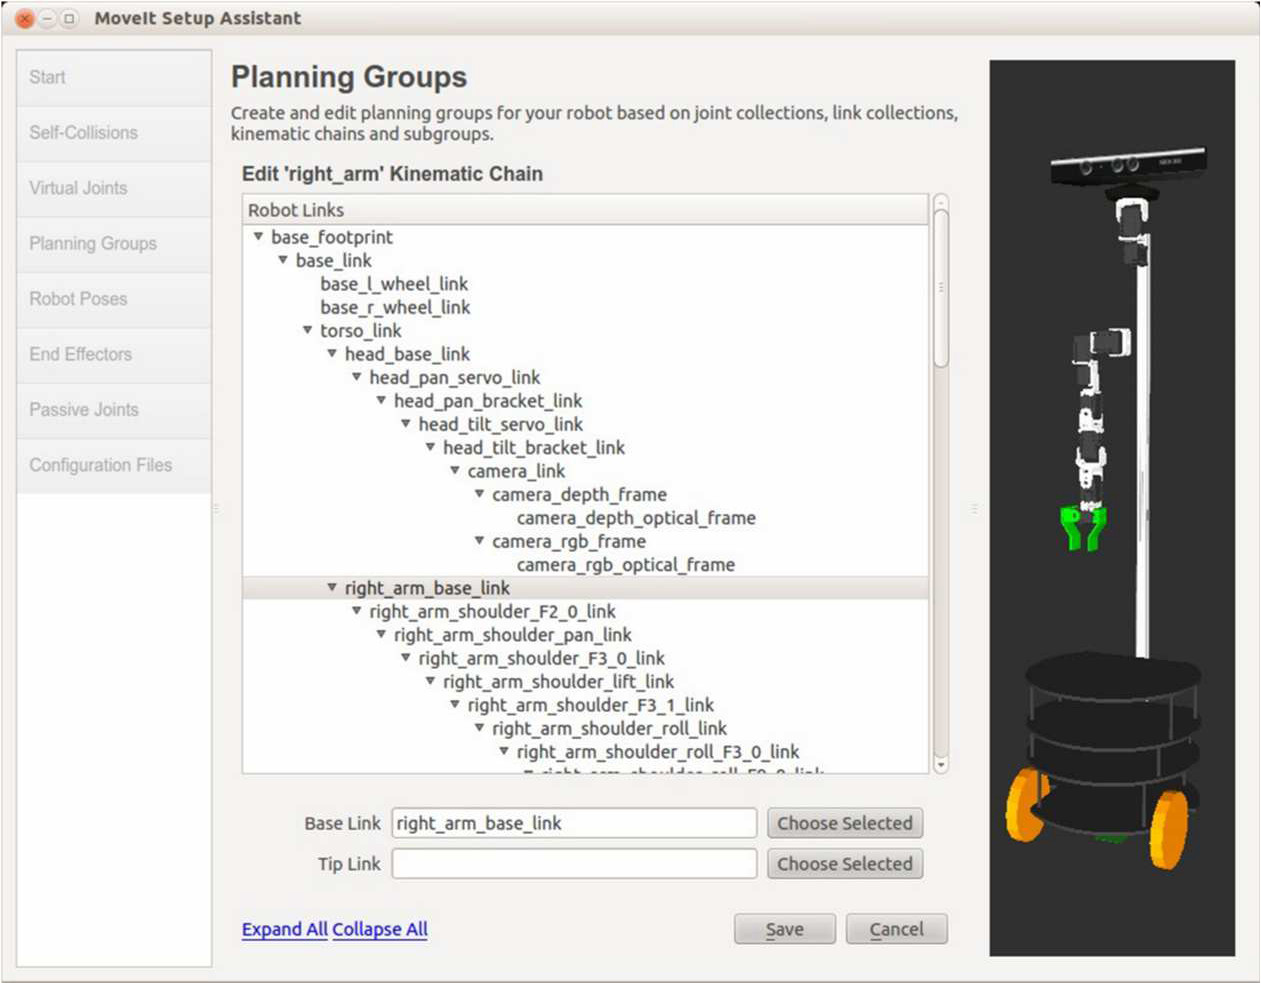 MoveIt Setup Assistant
Start
Self-Collisions
Virtual Joints
Planning Groups
Robot Poses
End Effectors
Passive Joints
Configuration Files
Planning Groups
Create and edit planning groups for your robot based on joint collections, link collections,
kinematic chains and subgroups.
Edit 'right_arm' Kinematic Chain
Robot Links
base_footprint
base_link
base_l_wheel_link
base_r_wheel_link
torso_link
head_base_link
head_pan_servo_link
head_pan_bracket_link
head_tilt_servo_link
head_tilt_bracket_link
camera_link
camera_depth_frame
camera_depth_optical_frame
camera_rgb_frame
camera_rgb_optical_frame
right_arm_base_link
right_arm_shoulder_F2_0_link
right_arm_shoulder_pan_link
right_arm_shoulder_F3_0_link
right_arm_shoulder_lift_link
right_arm_shoulder_F3_1_link
right_arm_shoulder_roll_link
right_arm_shoulder_roll_F3_0_link
Base Link right_arm_base_link Choose Selected
Tip Link Choose Selected
Expand All Collapse All Save Cancel